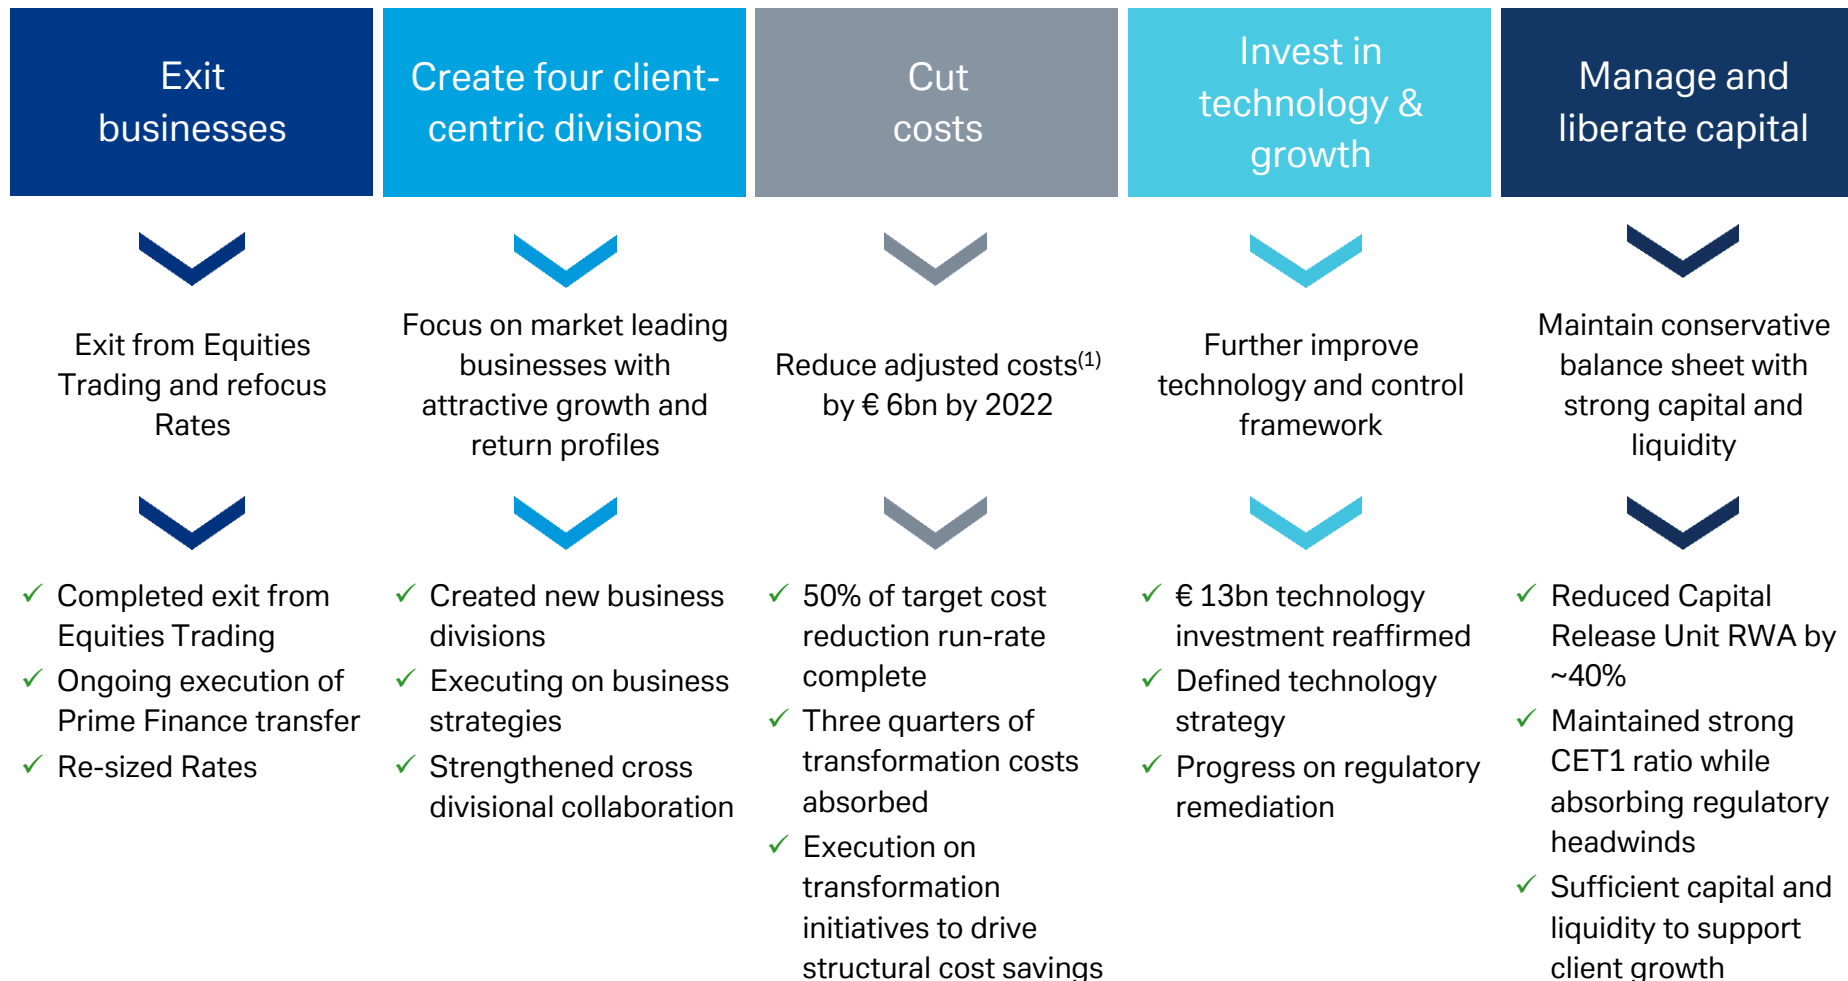 Exit
businesses
Create four client-
centric divisions
Cut
costs
Invest in
technology &
growth
Manage and
liberate capital
Exit from Equities
Trading and refocus
Rates
Focus on market leading
businesses with
attractive growth and
return profiles
Reduce adjusted costs(1)
by € 6bn by 2022
Further improve
technology and control
framework
Maintain conservative
balance sheet with
strong capital and
liquidity
✓ Completed exit from
Equities Trading
✓ Ongoing execution of
Prime Finance transfer
✓ Re-sized Rates
✓ Created new business
divisions
✓ Executing on business
strategies
✓ Strengthened cross
divisional collaboration
✓ 50% of target cost
reduction run-rate
complete
✓ Three quarters of
transformation costs
absorbed
✓ Execution on
transformation
initiatives to drive
structural cost savings
✓ € 13bn technology
investment reaffirmed
✓ Defined technology
strategy
✓ Progress on regulatory
remediation
✓ Reduced Capital
Release Unit RWA by
~40%
✓ Maintained strong
CET1 ratio while
absorbing regulatory
headwinds
✓ Sufficient capital and
liquidity to support
client growth